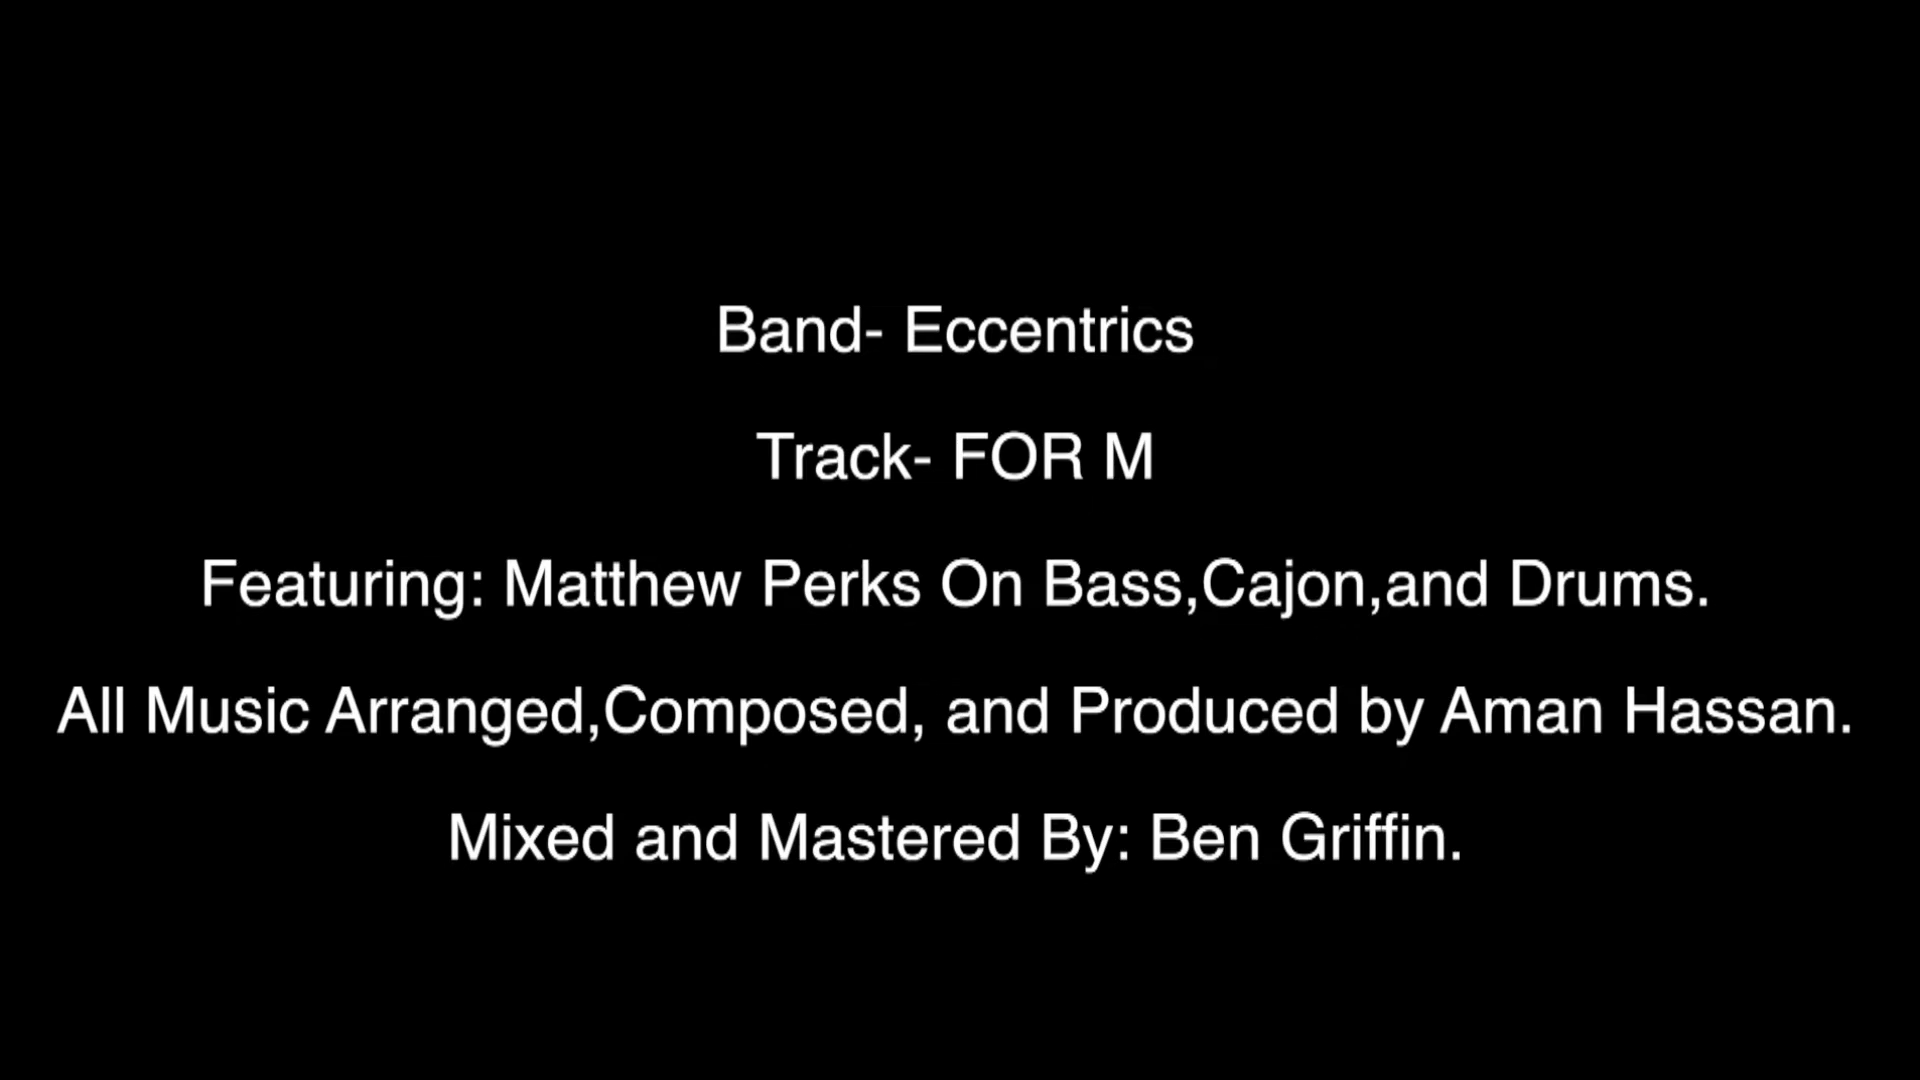 Band- Eccentrics
Track- FOR M
Featuring: Matthew Perks On Bass,Cajon,and Drums.
All Music Arranged,Composed, and Produced by Aman Hassan.
Mixed and Mastered By: Ben Griffin.